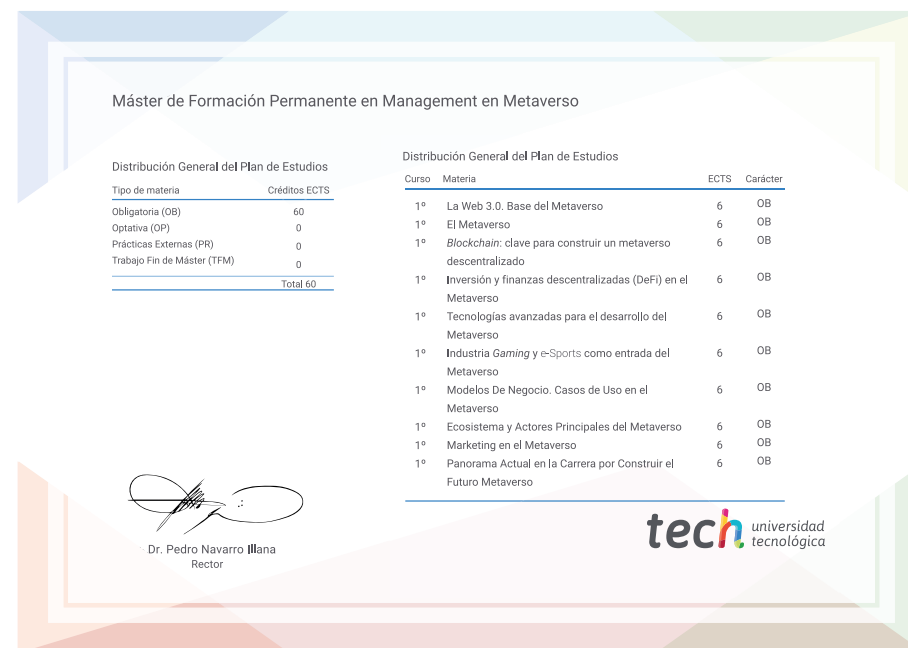 Máster de Formación Permanente en Management en Metaverso
Distribución General del Plan de Estudios
Tipo de materia Créditos ECTS
Obligatoria (OB) 60
Optativa (OP) 0
Prácticas Externas (PR) 0
Trabajo Fin de Máster (TFM) 0
Total 60
Distribución General del Plan de Estudios
Curso Materia ECTS Carácter
1º La Web 3.0. Base del Metaverso 6 OB
1º El Metaverso 6 OB
1º Blockchain: clave para construir un metaverso 6 OB
descentralizado
1º Inversión y finanzas descentralizadas (DeFi) en el 6 OB
Metaverso
1º Tecnologías avanzadas para el desarrollo del 6 OB
Metaverso
1º Industria Gaming y e-Sports como entrada del 6 OB
Metaverso
1º Modelos De Negocio. Casos de Uso en el 6 OB
Metaverso
1º Ecosistema y Actores Principales del Metaverso 6 OB
1º Marketing en el Metaverso 6 OB
1º Panorama Actual en la Carrera por Construir el 6 OB
Futuro Metaverso
Dr. Pedro Navarro Illana
Rector
tech universidad
tecnológica